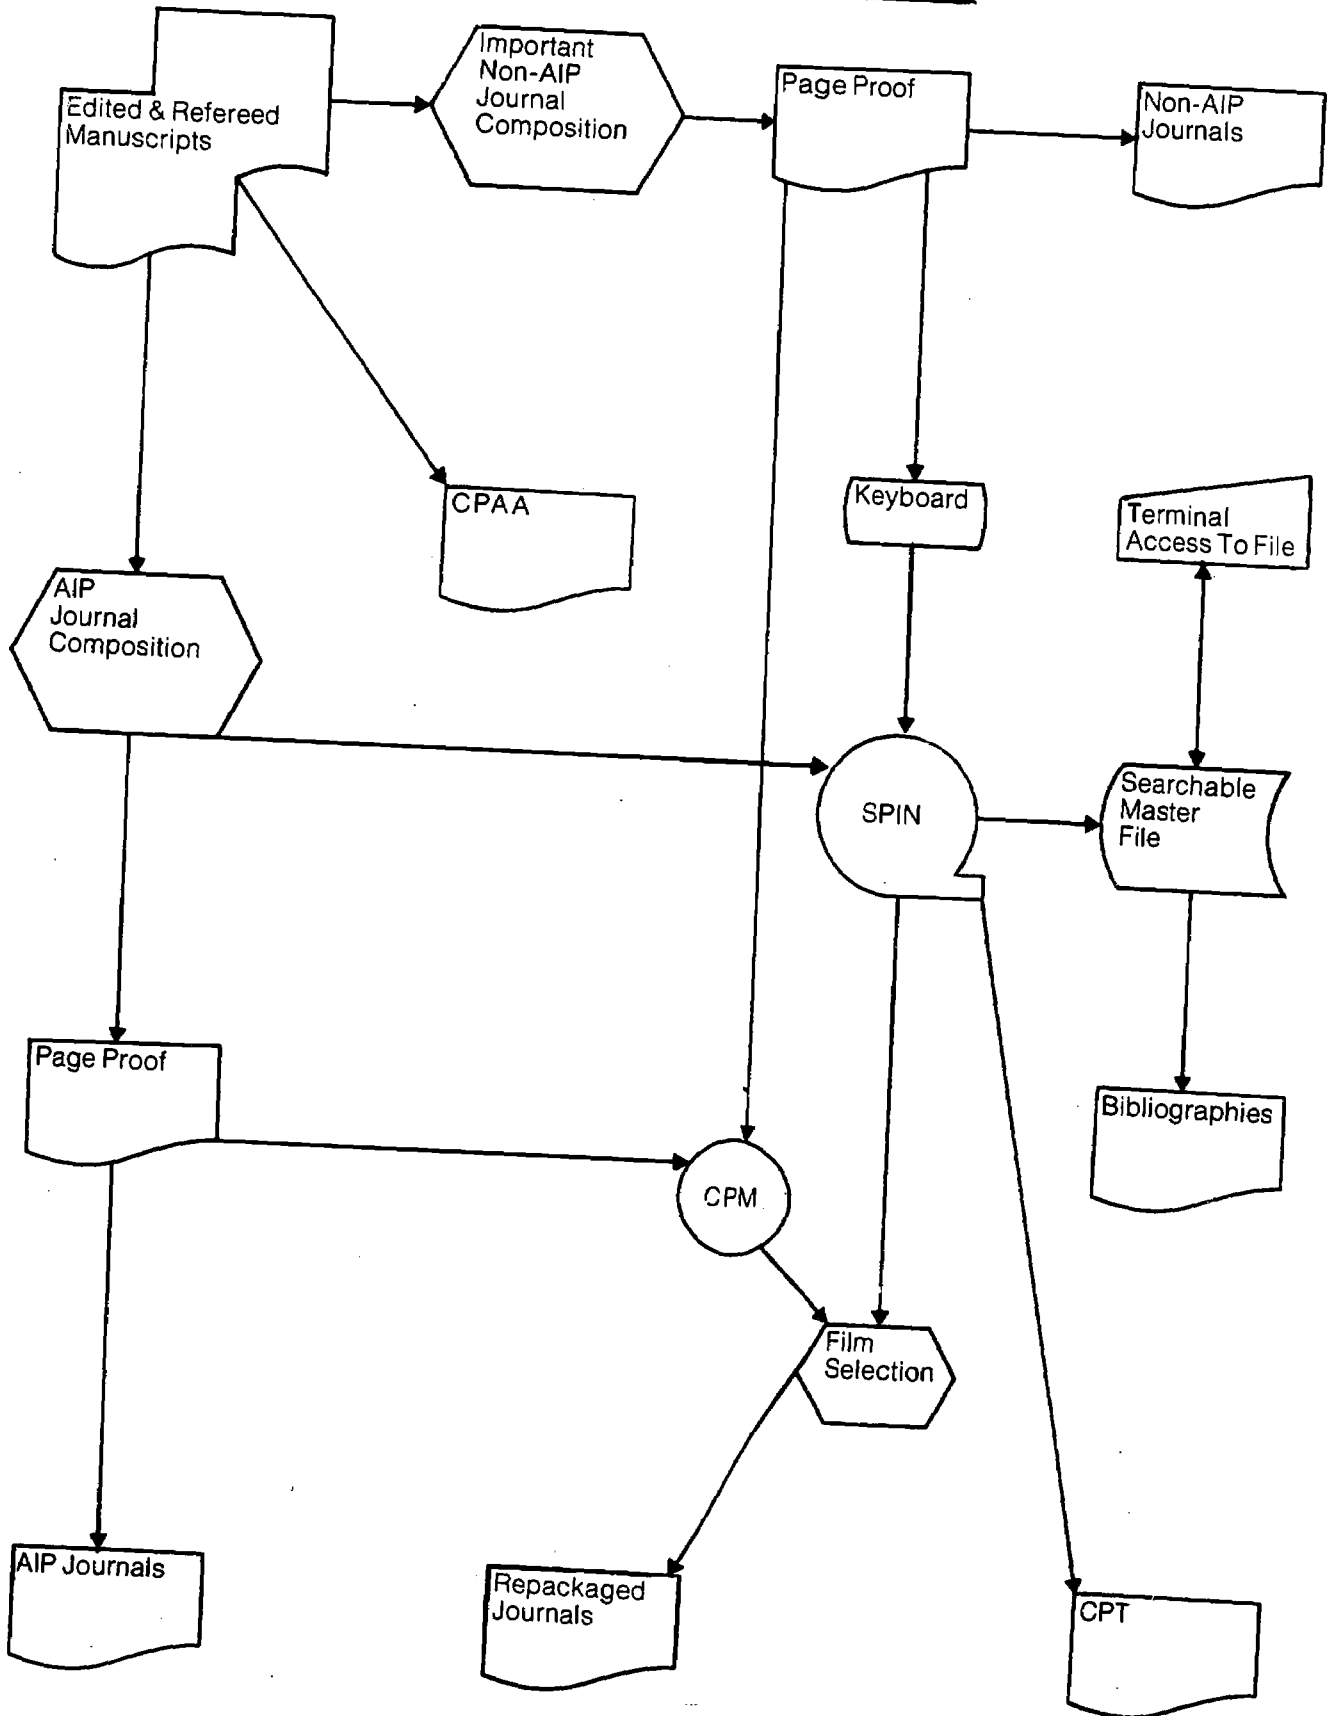 Edited & Refereed
Manuscripts
Important
Non-AIP
Journal
Composition
Page Proof
Non-AIP
Journals
CPAA
Keyboard
Terminal
Access To File
AIP
Journal
Composition
SPIN
Searchable
Master
File
Page Proof
CPM
Bibliographies
Film
Selection
AIP Journals
Repackaged
Journals
CPT